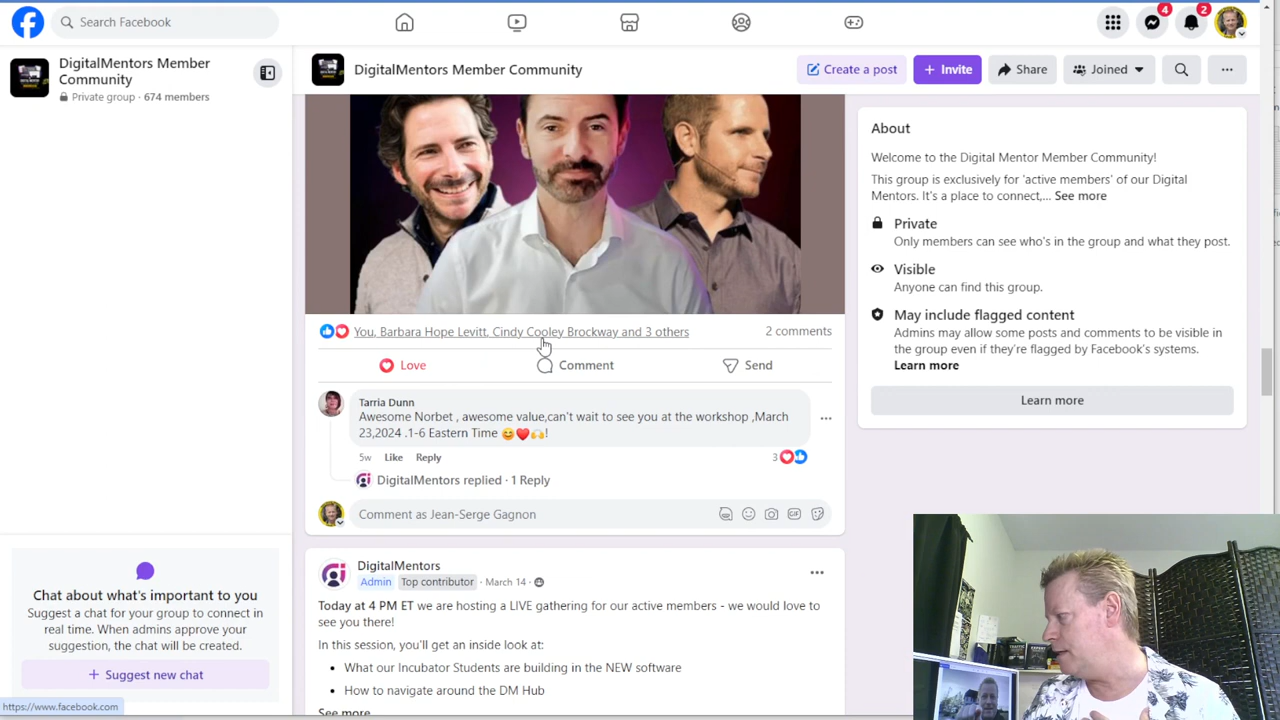 Search Facebook
4
2
DigitalMentors Member
Community
Private group · 674 members
DigitalMentors Member Community
Create a post
+ Invite
Share
Joined
About
Welcome to the Digital Mentor Member Community!
This group is exclusively for 'active members' of our Digital
Mentors. It's a place to connect,... See more
Private
Only members can see who's in the group and what they post.
Visible
Anyone can find this group.
May include flagged content
Admins may allow some posts and comments to be visible in
the group even if they're flagged by Facebook's systems.
Learn more
Learn more
You, Barbara Hope Levitt, Cindy Cooley Brockway and 3 others
2 comments
Love
Comment
Send
Tarria Dunn
Awesome Norbet , awesome value,can't wait to see you at the workshop ,March
23,2024 .1-6 Eastern Time 😊❤️🙌!
5w Like Reply
3
DigitalMentors replied · 1 Reply
Comment as Jean-Serge Gagnon
GIF
DigitalMentors
Admin Top contributor · March 14 ·
Today at 4 PM ET we are hosting a LIVE gathering for our active members - we would love to
see you there!
In this session, you'll get an inside look at:
• What our Incubator Students are building in the NEW software
• How to navigate around the DM Hub
See more
Chat about what's important to you
Suggest a chat for your group to connect in
real time. When admins approve your
suggestion, the chat will be created.
+ Suggest new chat
https://www.facebook.com